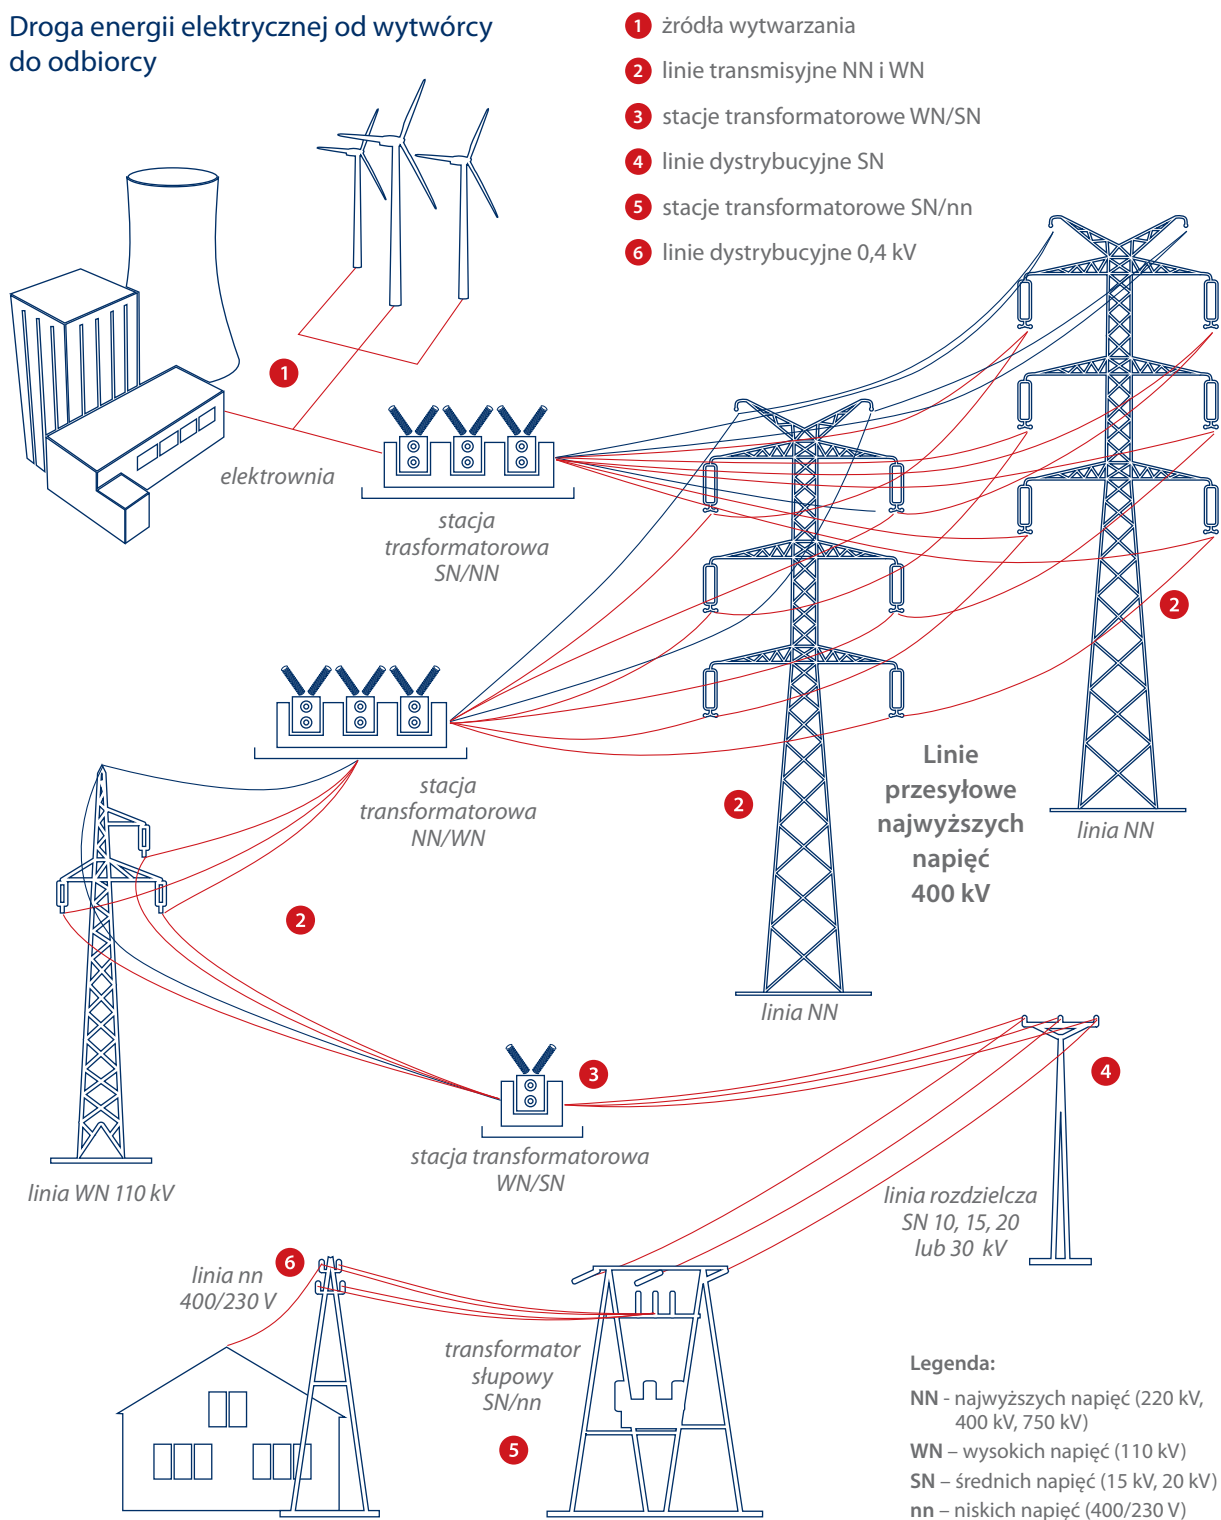 Droga energii elektrycznej od wytwórcy
do odbiorcy
1 żródła wytwarzania
2 linie transmisyjne NN i WN
3 stacje transformatorowe WN/SN
4 linie dystrybucyjne SN
5 stacje transformatorowe SN/nn
6 linie dystrybucyjne 0,4 kV
1
elektrownia
stacja
trasformatorowa
SN/NN
2
stacja
transformatorowa
NN/WN
2
Linie
przesyłowe
najwyższych
napięć
400 kV
linia NN
2
linia NN
3
4
stacja transformatorowa
WN/SN
linia WN 110 kV
linia rozdzielcza
SN 10, 15, 20
lub 30 kV
6
linia nn
400/230 V
transformator
słupowy
SN/nn
5
Legenda:
NN - najwyższych napięć (220 kV,
400 kV, 750 kV)
WN – wysokich napięć (110 kV)
SN – średnich napięć (15 kV, 20 kV)
nn – niskich napięć (400/230 V)